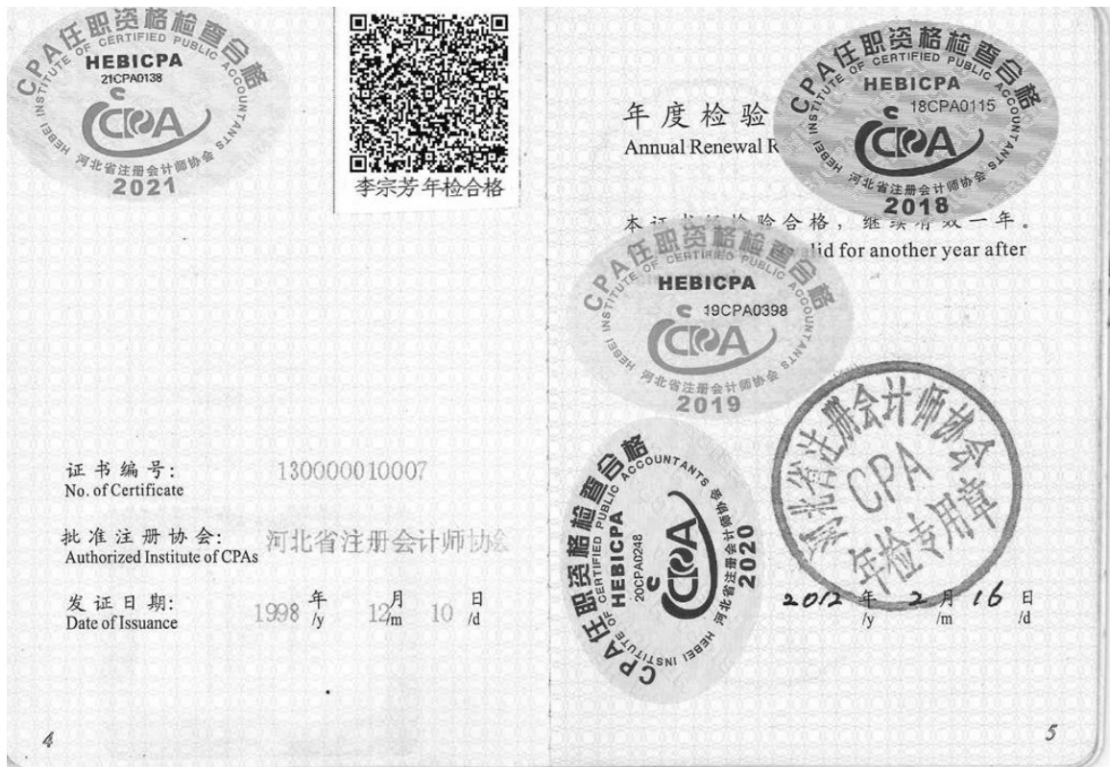 CPA任职资格检查合格
INSTITUTE OF CERTIFIED PUBLIC ACCOUNTANTS HEBEI
HEBICPA
21CPA0138
CPA
河北省注册会计师协会
2021
李宗芳年检合格
证书编号:
No. of Certificate
130000010007
批准注册协会:
Authorized Institute of CPAs
河北省注册会计师协会
发证日期:
Date of Issuance
1998 年 12 月 10 日
/y /m /d
4
年度检验
Annual Renewal R
CPA任职资格检查合格
HEBEI INSTITUTE OF CERTIFIED PUBLIC ACCOUNTANTS
HEBICPA
18CPA0115
CPA
河北省注册会计师协会
2018
本证书经检验合格,继续有效一年。
lid for another year after
CPA任职资格检查合格
HEBEI INSTITUTE OF CERTIFIED PUBLIC ACCOUNTANTS
HEBICPA
19CPA0398
CPA
河北省注册会计师协会
2019
CPA任职资格检查合格
HEBEI INSTITUTE OF CERTIFIED PUBLIC ACCOUNTANTS
HEBICPA
20CPA0248
CPA
河北省注册会计师协会
2020
河北省注册会计师协会
CPA
年检专用章
2012 年 2 月 16 日
/y /m /d
5